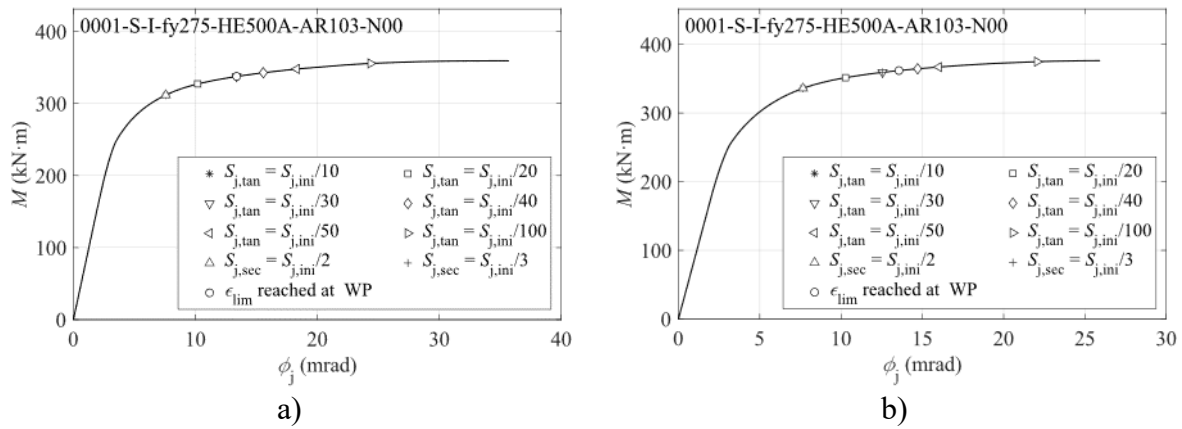 0001-S-I-fy275-HE500A-AR103-N00
400
300
200
100
0
M (kN·m)
S_j,tan = S_j,ini/10
S_j,tan = S_j,ini/20
S_j,tan = S_j,ini/30
S_j,tan = S_j,ini/40
S_j,tan = S_j,ini/50
S_j,tan = S_j,ini/100
S_j,sec = S_j,ini/2
S_j,sec = S_j,ini/3
ϵ_lim reached at WP
0 10 20 30 40
ϕ_j (mrad)
a)
0001-S-I-fy275-HE500A-AR103-N00
400
300
200
100
0
M (kN·m)
S_j,tan = S_j,ini/10
S_j,tan = S_j,ini/20
S_j,tan = S_j,ini/30
S_j,tan = S_j,ini/40
S_j,tan = S_j,ini/50
S_j,tan = S_j,ini/100
S_j,sec = S_j,ini/2
S_j,sec = S_j,ini/3
ϵ_lim reached at WP
0 5 10 15 20 25 30
ϕ_j (mrad)
b)